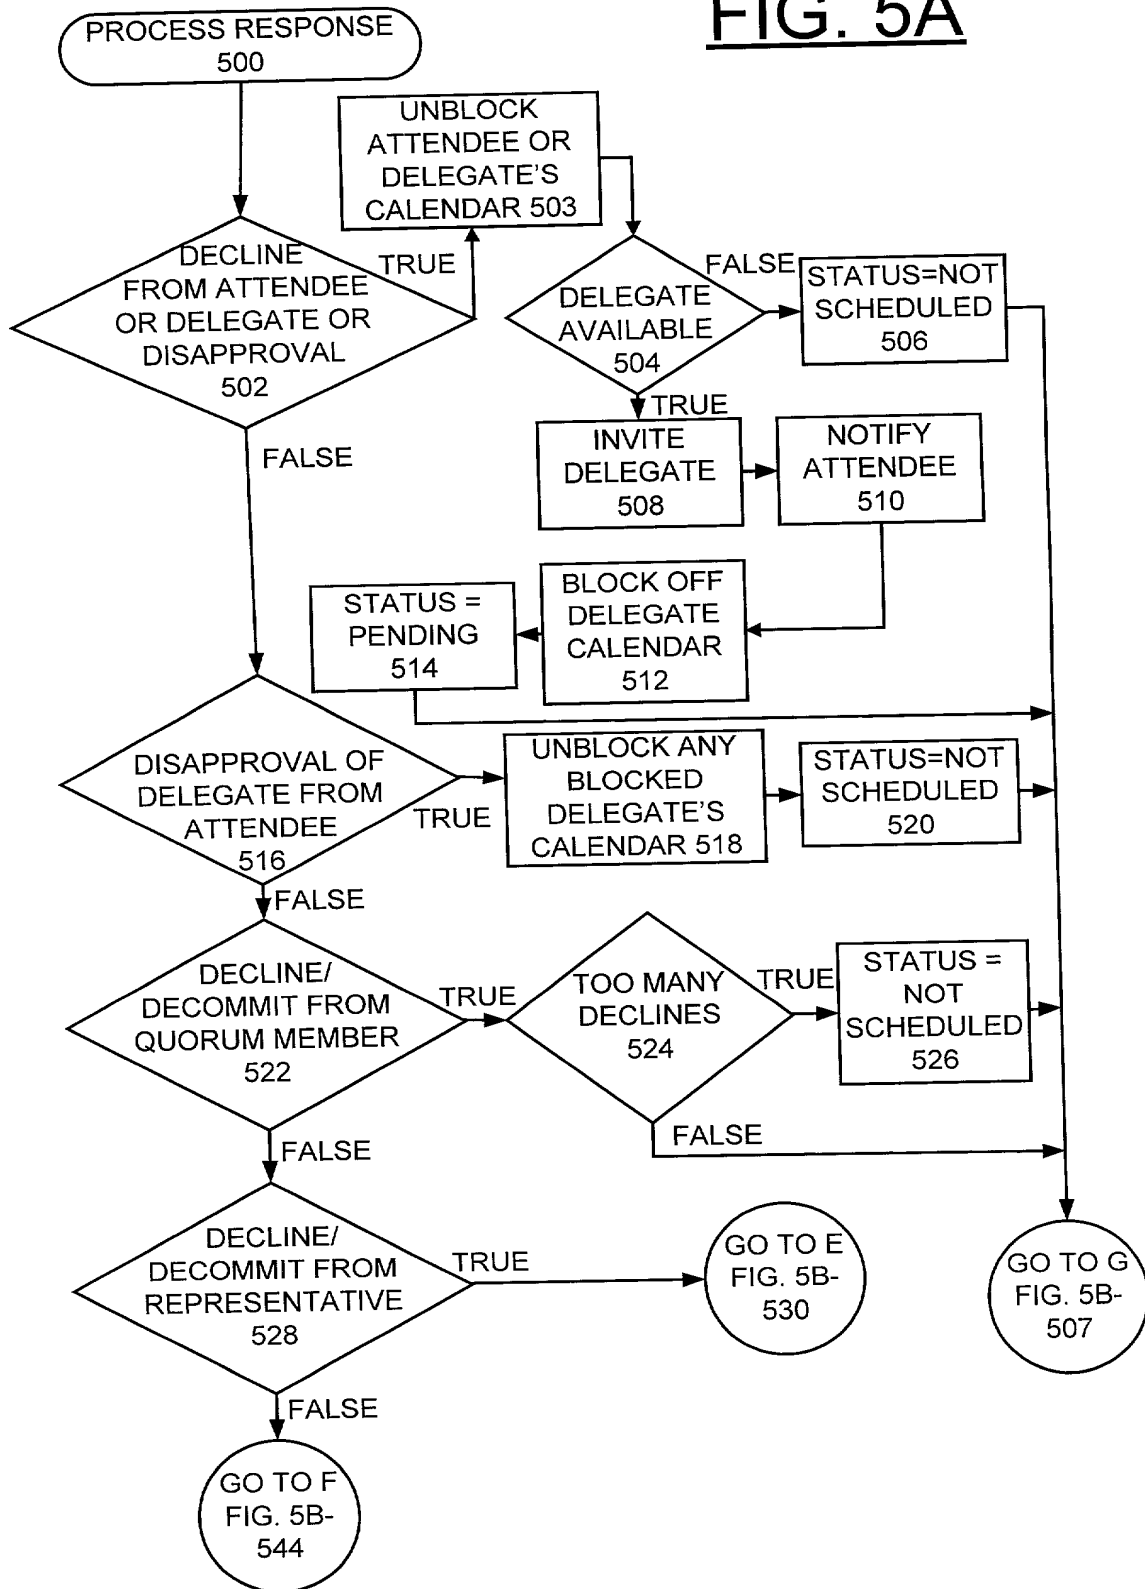 FIG. 5A
PROCESS RESPONSE
500
UNBLOCK
ATTENDEE OR
DELEGATE'S
CALENDAR 503
DECLINE
FROM ATTENDEE
OR DELEGATE OR
DISAPPROVAL
502
TRUE
FALSE
DELEGATE
AVAILABLE
504
FALSE
STATUS=NOT
SCHEDULED
506
TRUE
INVITE
DELEGATE
508
NOTIFY
ATTENDEE
510
BLOCK OFF
DELEGATE
CALENDAR
512
STATUS =
PENDING
514
DISAPPROVAL OF
DELEGATE FROM
ATTENDEE
516
TRUE
UNBLOCK ANY
BLOCKED
DELEGATE'S
CALENDAR 518
STATUS=NOT
SCHEDULED
520
FALSE
DECLINE/
DECOMMIT FROM
QUORUM MEMBER
522
TRUE
TOO MANY
DECLINES
524
TRUE
STATUS =
NOT
SCHEDULED
526
FALSE
FALSE
DECLINE/
DECOMMIT FROM
REPRESENTATIVE
528
TRUE
GO TO E
FIG. 5B-
530
GO TO G
FIG. 5B-
507
FALSE
GO TO F
FIG. 5B-
544